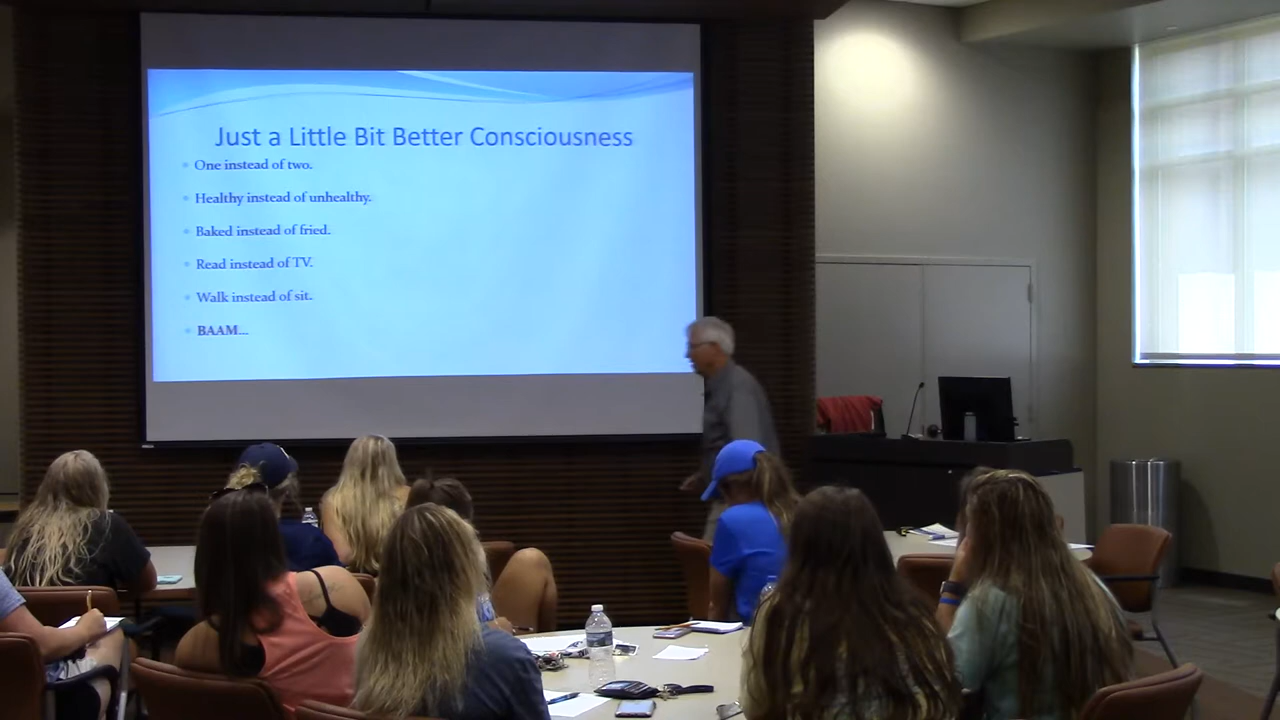 Just a Little Bit Better Consciousness
One instead of two.
Healthy instead of unhealthy.
Baked instead of fried.
Read instead of TV.
Walk instead of sit.
BAAM...